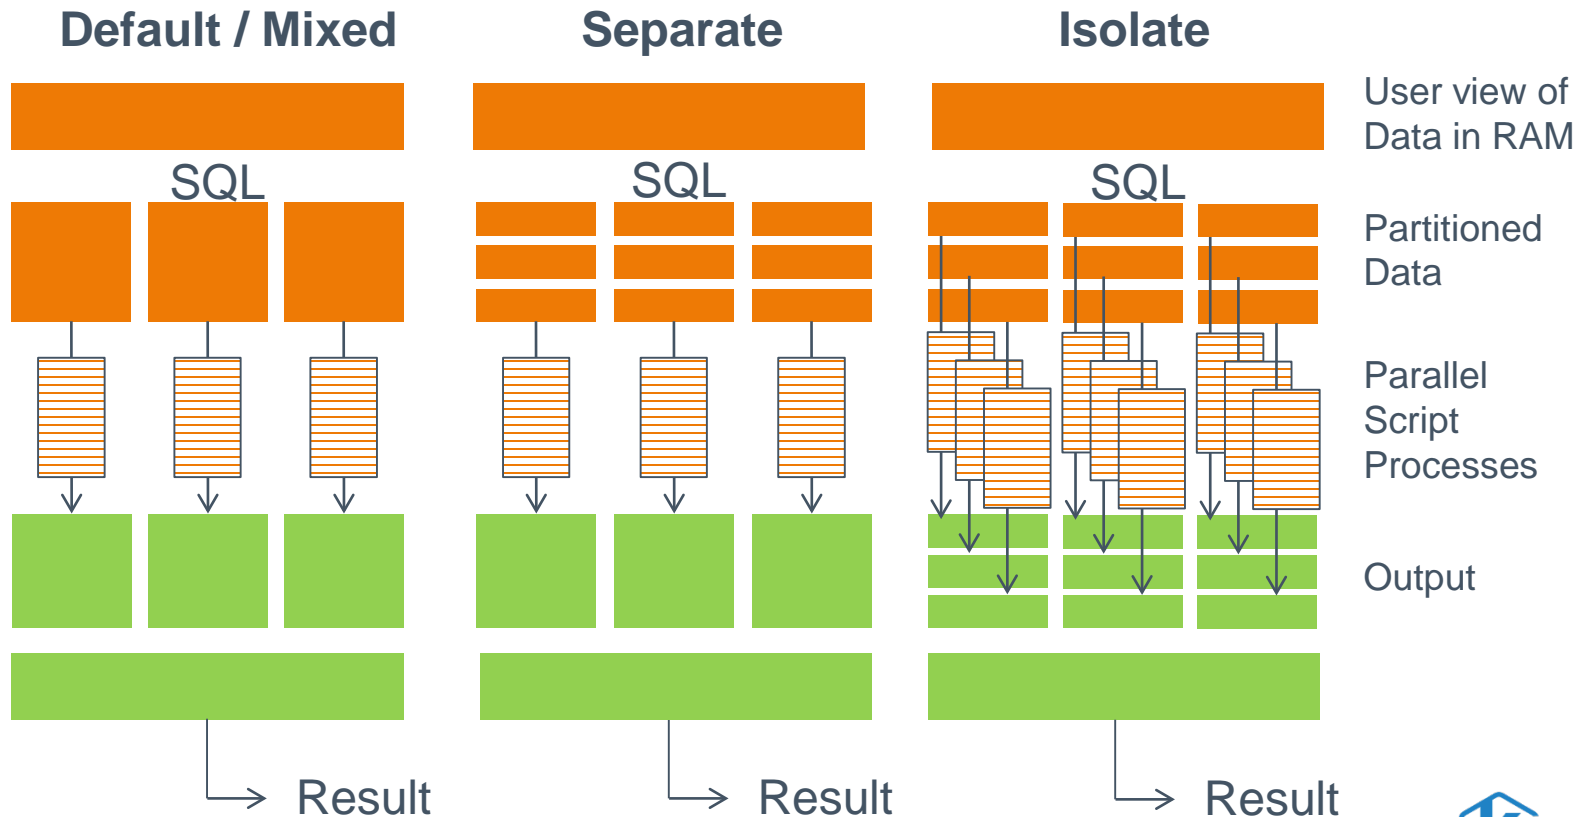 Default / Mixed
Separate
Isolate
User view of
Data in RAM
SQL
SQL
SQL
Partitioned
Data
Parallel
Script
Processes
Output
Result
Result
Result